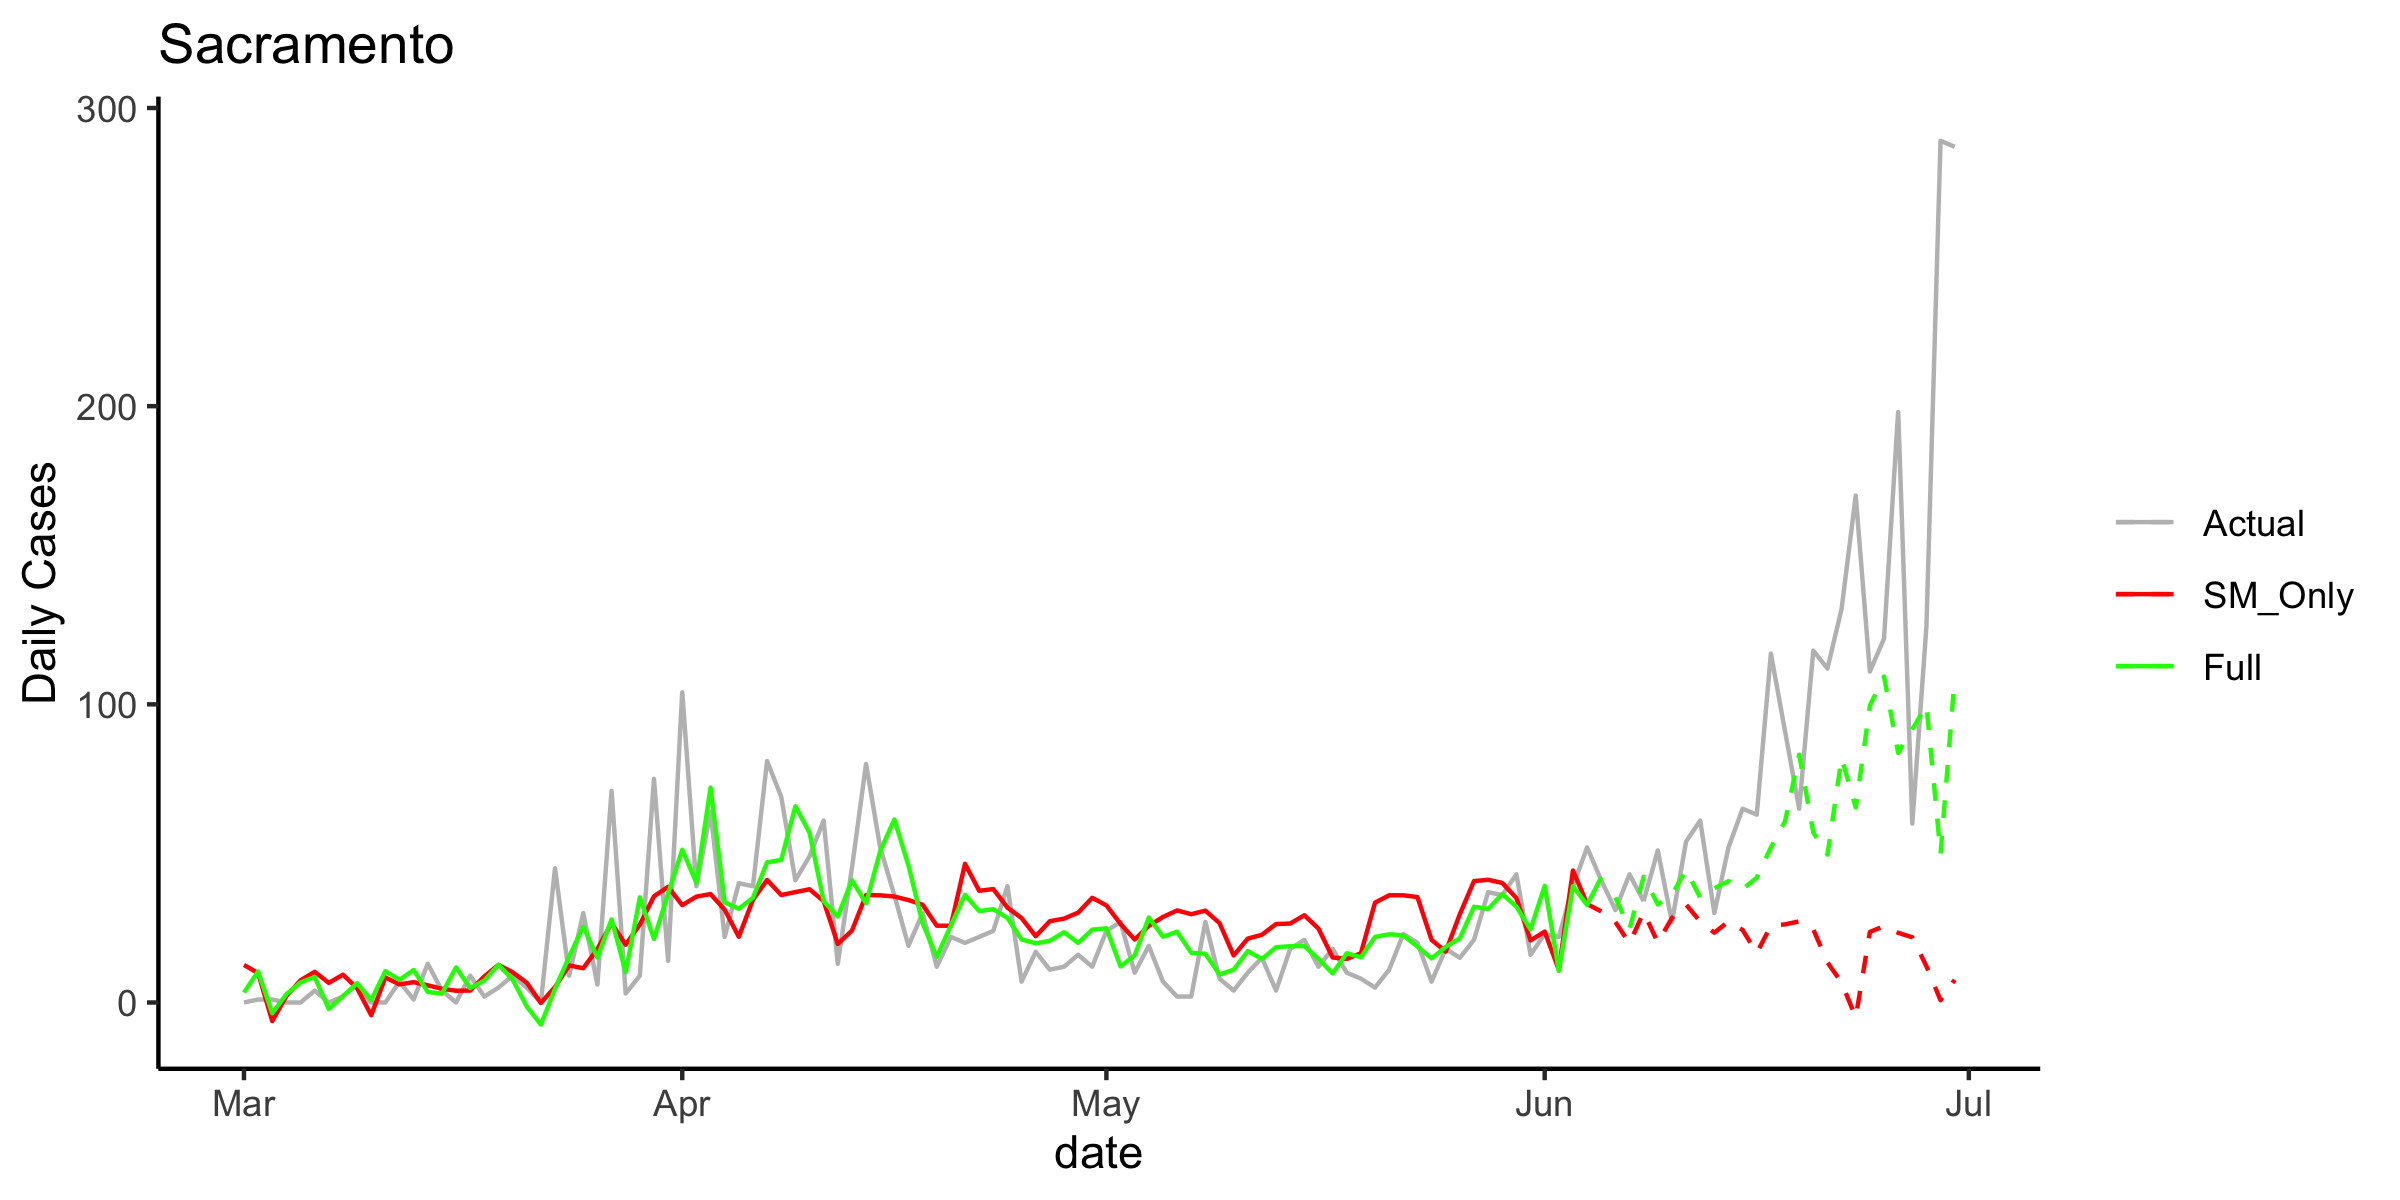 Sacramento
300
200
100
0
Daily Cases
Mar
Apr
May
Jun
Jul
date
Actual
SM_Only
Full